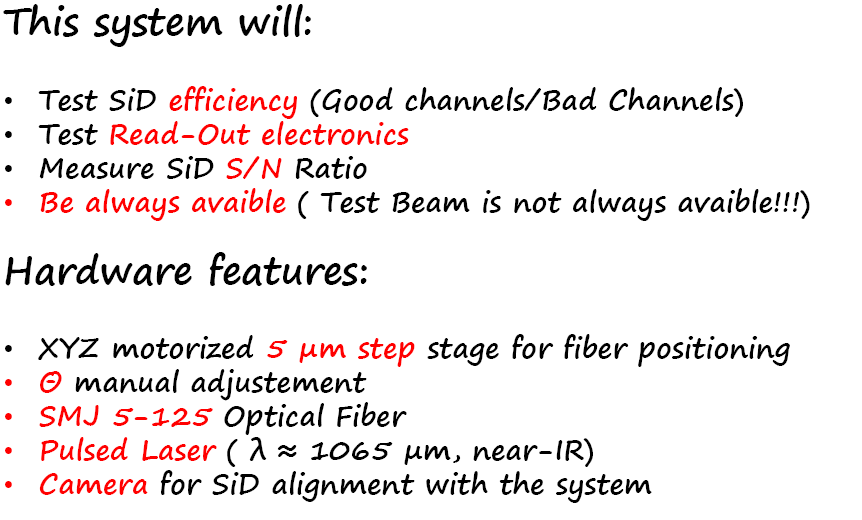 This system will:
• Test SiD efficiency (Good channels/Bad Channels)
• Test Read-Out electronics
• Measure SiD S/N Ratio
• Be always avaible ( Test Beam is not always avaible!!!)
Hardware features:
• XYZ motorized 5 μm step stage for fiber positioning
• Θ manual adjustement
• SMJ 5-125 Optical Fiber
• Pulsed Laser ( λ ≈ 1065 μm, near-IR)
• Camera for SiD alignment with the system